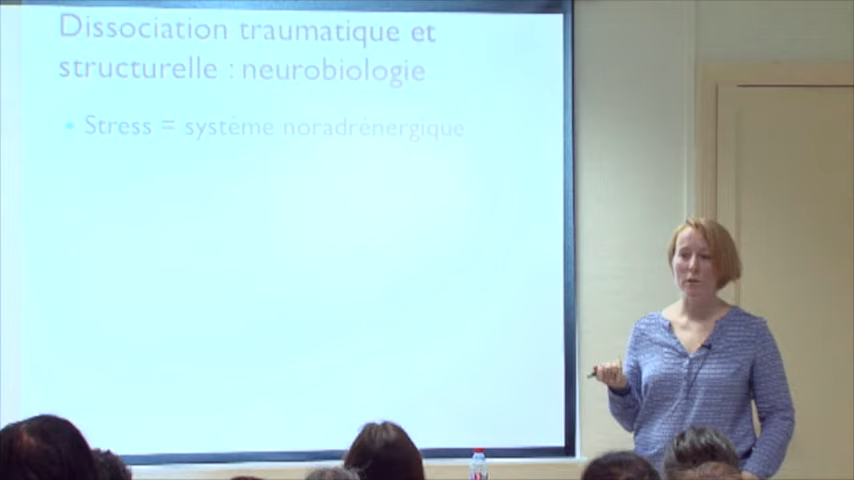 Dissociation traumatique et
structurelle : neurobiologie
• Stress = système noradrénergique